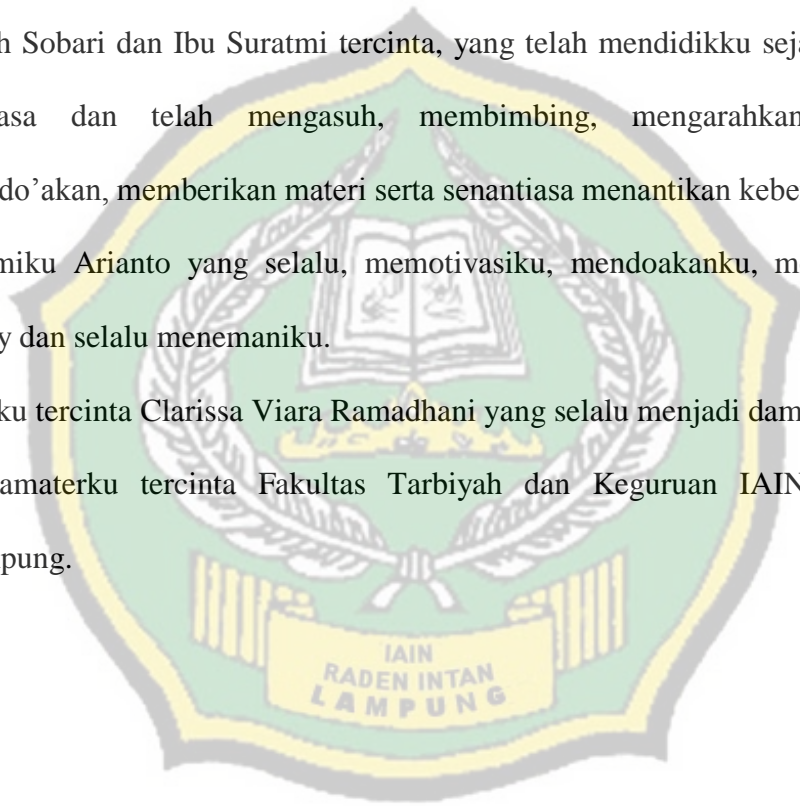 h Sobari dan Ibu Suratmi tercinta, yang telah mendidikku seja
asa dan telah mengasuh, membimbing, mengarahkan
do’akan, memberikan materi serta senantiasa menantikan kebe
miku Arianto yang selalu, memotivasiku, mendoakanku, m
y dan selalu menemaniku.
ku tercinta Clarissa Viara Ramadhani yang selalu menjadi dam
amaterku tercinta Fakultas Tarbiyah dan Keguruan IAIN
pung.
IAIN
RADEN INTAN
LAMPUNG